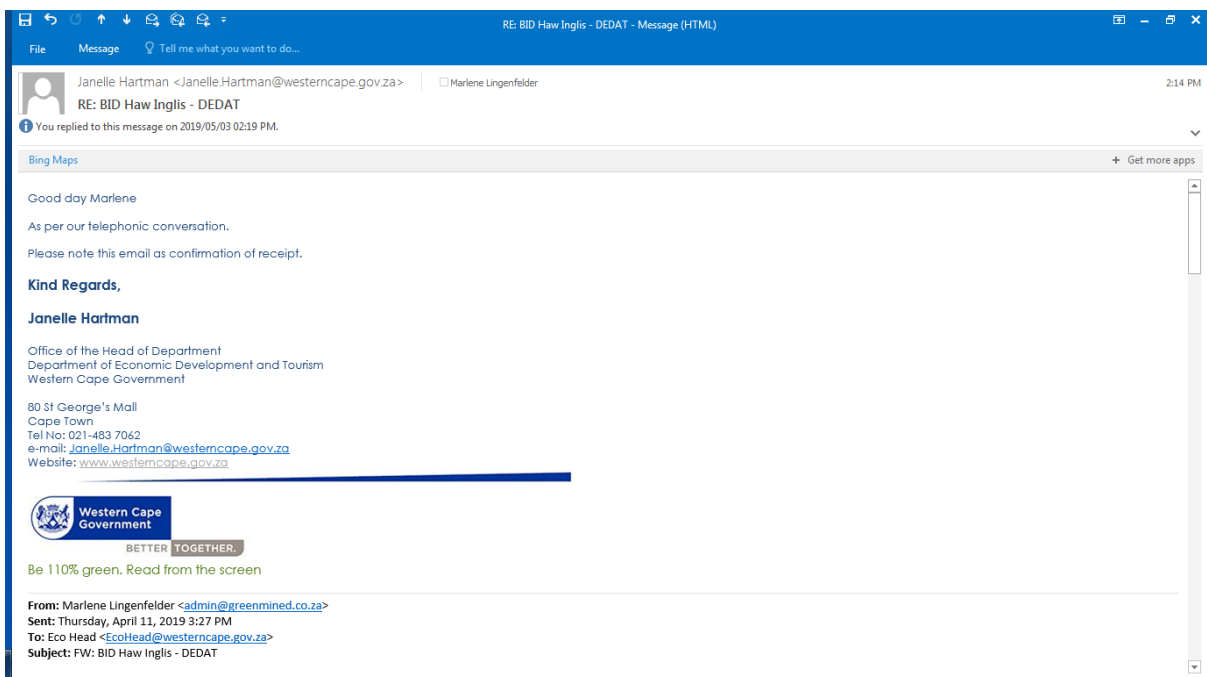 RE: BID Haw Inglis - DEDAT - Message (HTML)
File Message Tell me what you want to do...
Janelle Hartman <Janelle.Hartman@westerncape.gov.za> Marlene Lingenfelder 2:14 PM
RE: BID Haw Inglis - DEDAT
You replied to this message on 2019/05/03 02:19 PM.
Bing Maps + Get more apps
Good day Marlene
As per our telephonic conversation.
Please note this email as confirmation of receipt.
Kind Regards,
Janelle Hartman
Office of the Head of Department
Department of Economic Development and Tourism
Western Cape Government
80 St George's Mall
Cape Town
Tel No: 021-483 7062
e-mail: Janelle.Hartman@westerncape.gov.za
Website: www.westerncape.gov.za
Western Cape
Government
BETTER TOGETHER.
Be 110% green. Read from the screen
From: Marlene Lingenfelder <admin@greenmined.co.za>
Sent: Thursday, April 11, 2019 3:27 PM
To: Eco Head <EcoHead@westerncape.gov.za>
Subject: FW: BID Haw Inglis - DEDAT